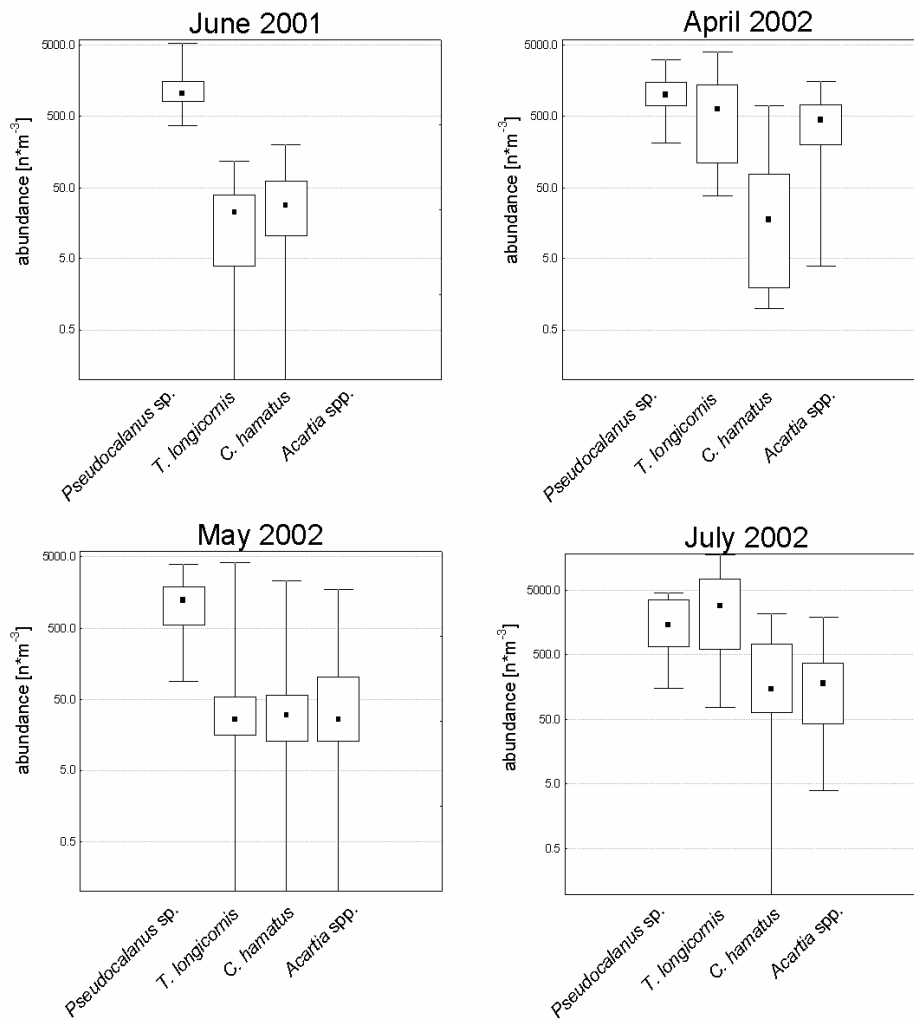 June 2001
abundance [n*m-3]
5000.0
500.0
50.0
5.0
0.5
Pseudocalanus sp.
T. longicornis
C. hamatus
Acartia spp.
April 2002
abundance [n*m-3]
5000.0
500.0
50.0
5.0
0.5
Pseudocalanus sp.
T. longicornis
C. hamatus
Acartia spp.
May 2002
abundance [n*m-3]
5000.0
500.0
50.0
5.0
0.5
Pseudocalanus sp.
T. longicornis
C. hamatus
Acartia spp.
July 2002
abundance [n*m-3]
5000.0
500.0
50.0
5.0
0.5
Pseudocalanus sp.
T. longicornis
C. hamatus
Acartia spp.